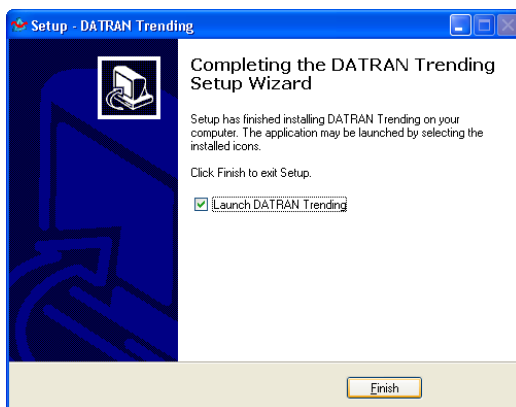 Setup - DATRAN Trending
Completing the DATRAN Trending
Setup Wizard
Setup has finished installing DATRAN Trending on your
computer. The application may be launched by selecting the
installed icons.
Click Finish to exit Setup.
Launch DATRAN Trending
Finish